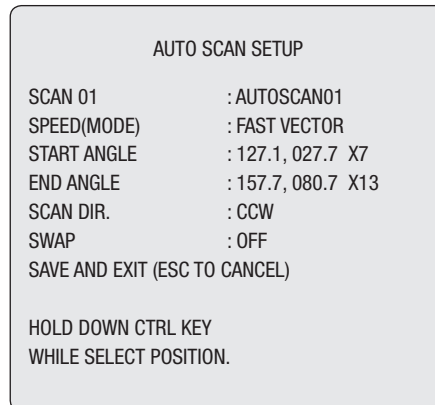 AUTO SCAN SETUP
SCAN 01 : AUTOSCAN01
SPEED(MODE) : FAST VECTOR
START ANGLE : 127.1, 027.7 X7
END ANGLE : 157.7, 080.7 X13
SCAN DIR. : CCW
SWAP : OFF
SAVE AND EXIT (ESC TO CANCEL)
HOLD DOWN CTRL KEY
WHILE SELECT POSITION.